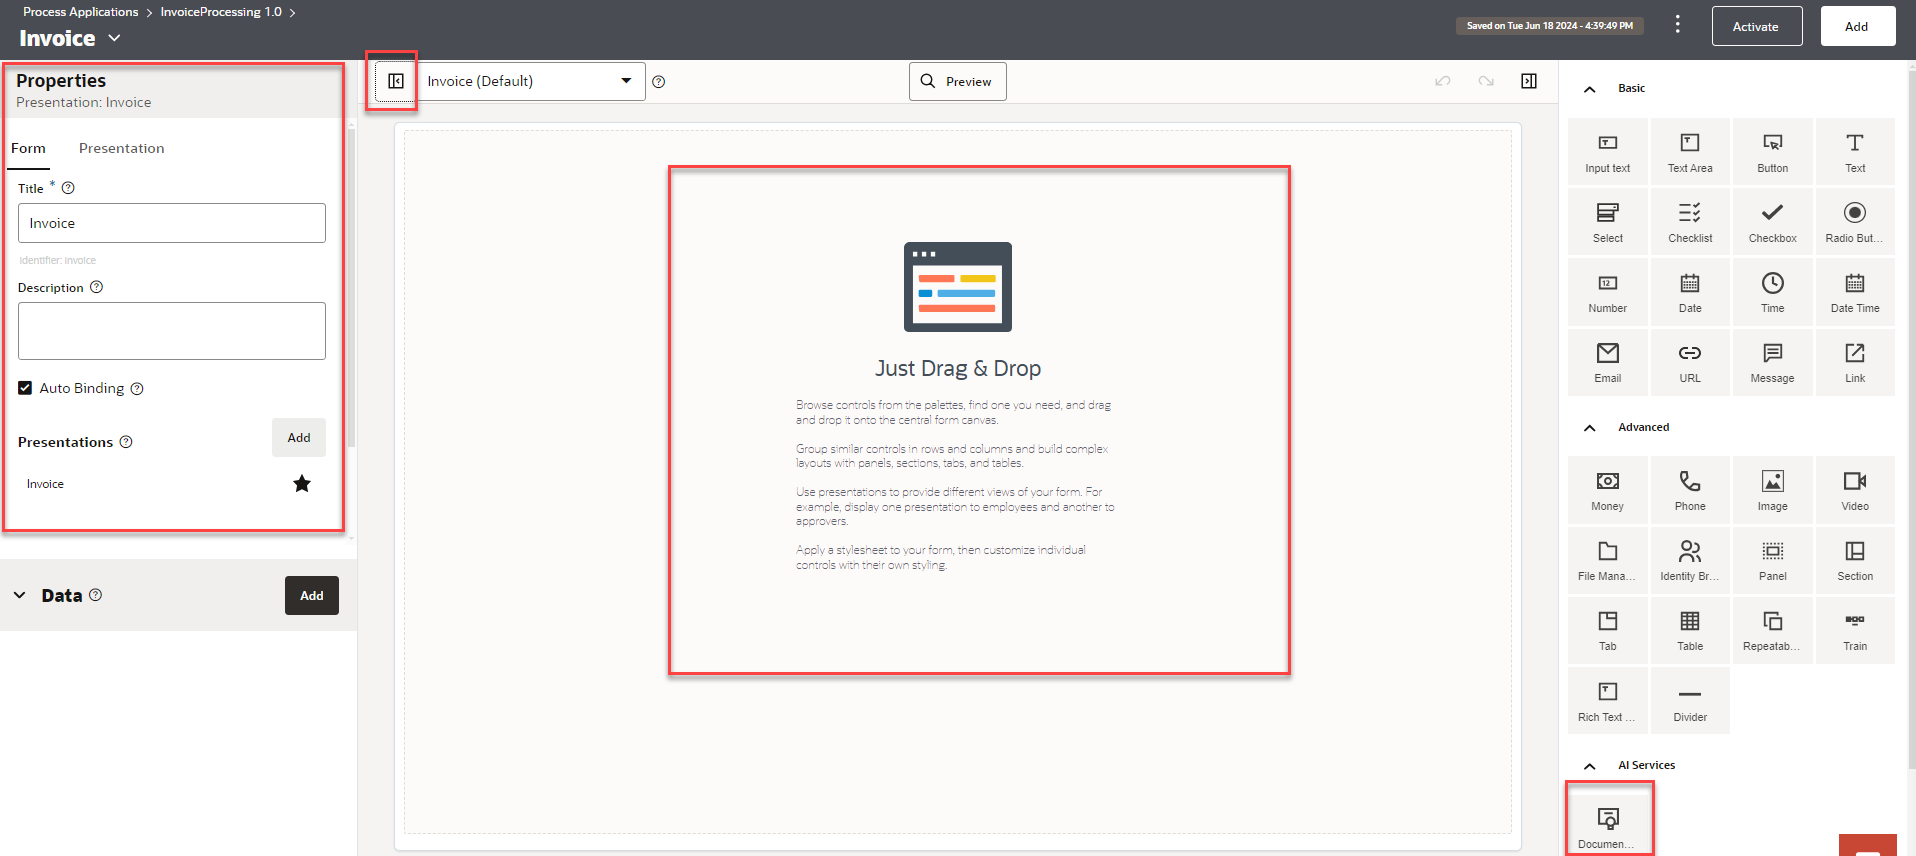 Process Applications > InvoiceProcessing 1.0 >
Invoice
Saved on Tue Jun 18 2024 - 4:39:49 PM
Activate
Add
Properties
Presentation: Invoice
Form
Presentation
Title *
Invoice
Identifier: Invoice
Description
Auto Binding
Presentations
Add
Invoice
Data
Add
Invoice (Default)
Preview
Just Drag & Drop
Browse controls from the palettes, find one you need, and drag
and drop it onto the central form canvas.
Group similar controls in rows and columns and build complex
layouts with panels, sections, tabs, and tables.
Use presentations to provide different views of your form. For
example, display one presentation to employees and another to
approvers.
Apply a stylesheet to your form, then customize individual
controls with their own styling.
Basic
Input text
Text Area
Button
Text
Select
Checklist
Checkbox
Radio But...
Number
Date
Time
Date Time
Email
URL
Message
Link
Advanced
Money
Phone
Image
Video
File Mana...
Identity Br...
Panel
Section
Tab
Table
Repeatab...
Train
Rich Text ...
Divider
AI Services
Documen...